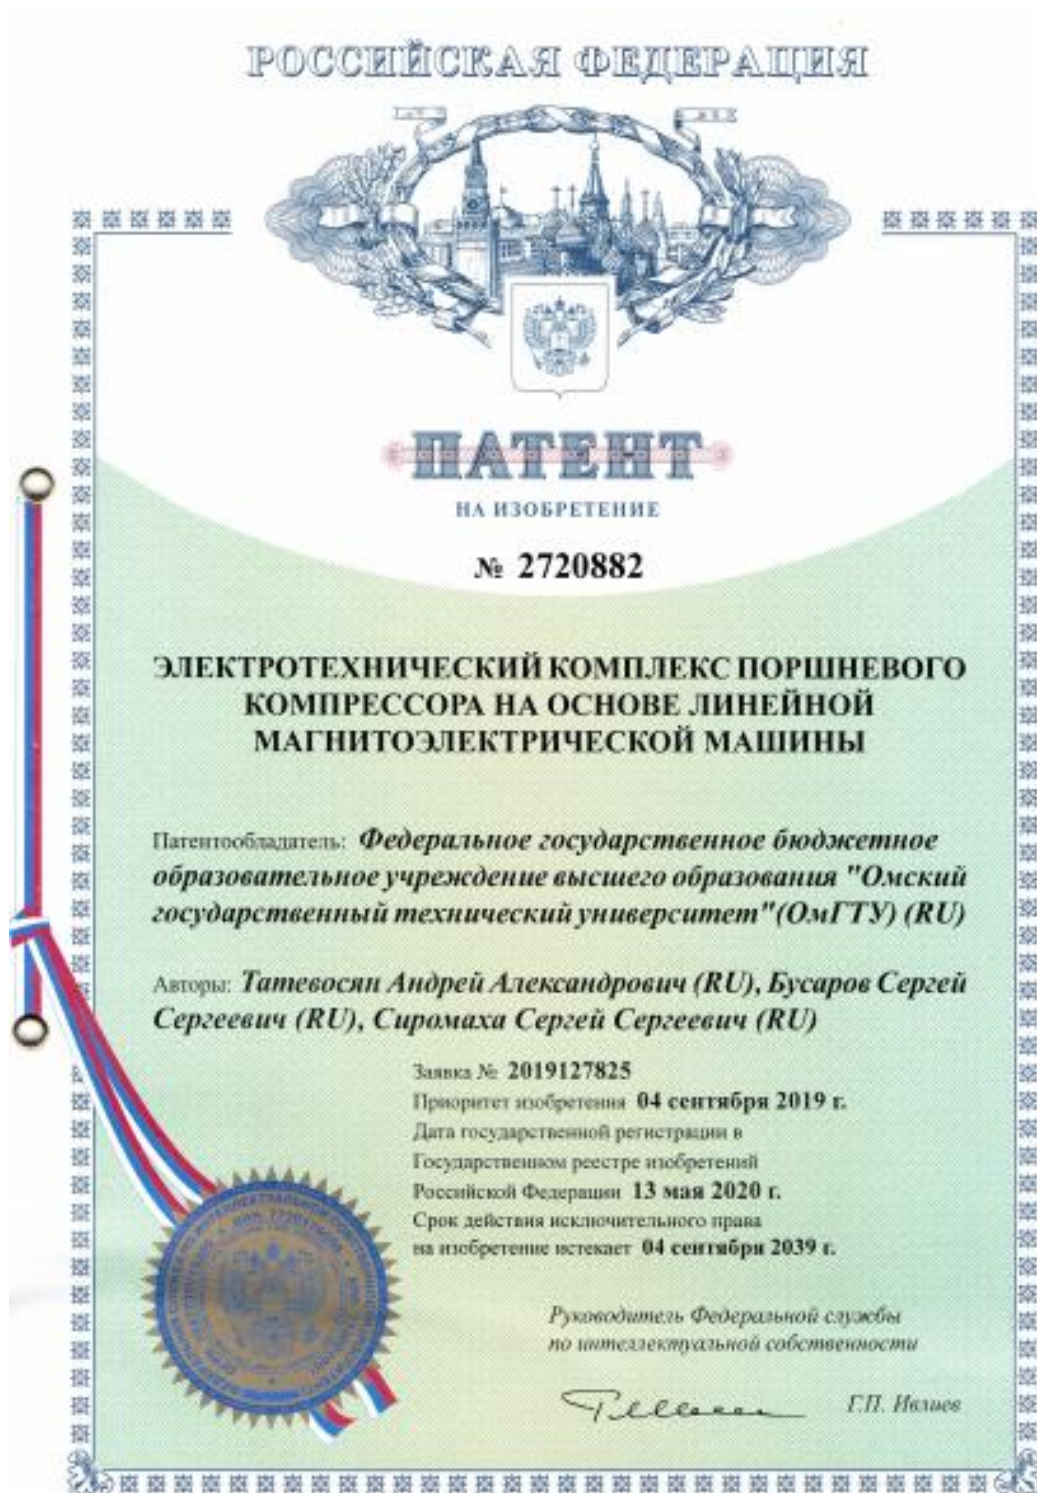 РОССИЙСКАЯ ФЕДЕРАЦИЯ
ПАТЕНТ
НА ИЗОБРЕТЕНИЕ
№ 2720882
ЭЛЕКТРОТЕХНИЧЕСКИЙ КОМПЛЕКС ПОРШНЕВОГО
КОМПРЕССОРА НА ОСНОВЕ ЛИНЕЙНОЙ
МАГНИТОЭЛЕКТРИЧЕСКОЙ МАШИНЫ
Патентообладатель: Федеральное государственное бюджетное
образовательное учреждение высшего образования "Омский
государственный технический университет"(ОмГТУ) (RU)
Авторы: Татевосян Андрей Александрович (RU), Бусаров Сергей
Сергеевич (RU), Сиромаха Сергей Сергеевич (RU)
Заявка № 2019127825
Приоритет изобретения 04 сентября 2019 г.
Дата государственной регистрации в
Государственном реестре изобретений
Российской Федерации 13 мая 2020 г.
Срок действия исключительного права
на изобретение истекает 04 сентября 2039 г.
Руководитель Федеральной службы
по интеллектуальной собственности
Г.П. Ивлиев